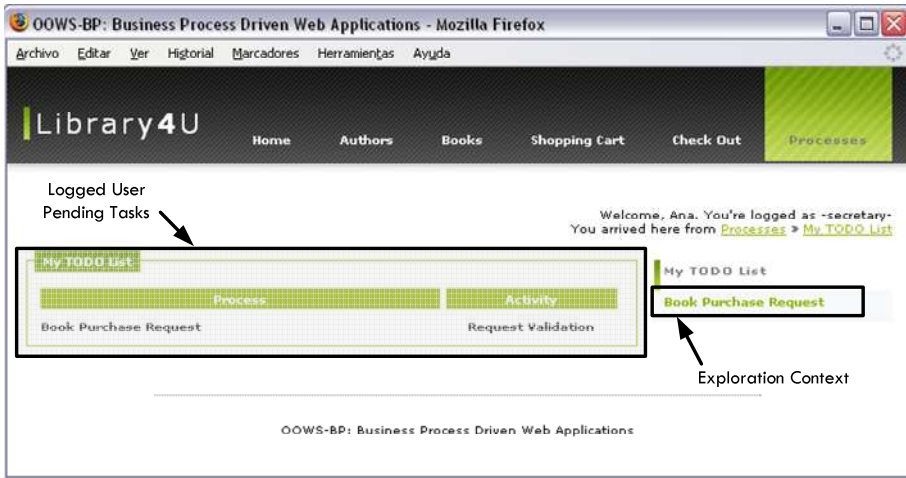 OOWS-BP: Business Process Driven Web Applications - Mozilla Firefox
Archivo Editar Ver Historial Marcadores Herramientas Ayuda
Library4U
Home Authors Books Shopping Cart Check Out Processes
Logged User
Pending Tasks
Welcome, Ana. You're logged as -secretary-
You arrived here from Processes » My TODO List
My TODO List
Process Activity
Book Purchase Request Request Validation
My TODO List
Book Purchase Request
Exploration Context
OOWS-BP: Business Process Driven Web Applications